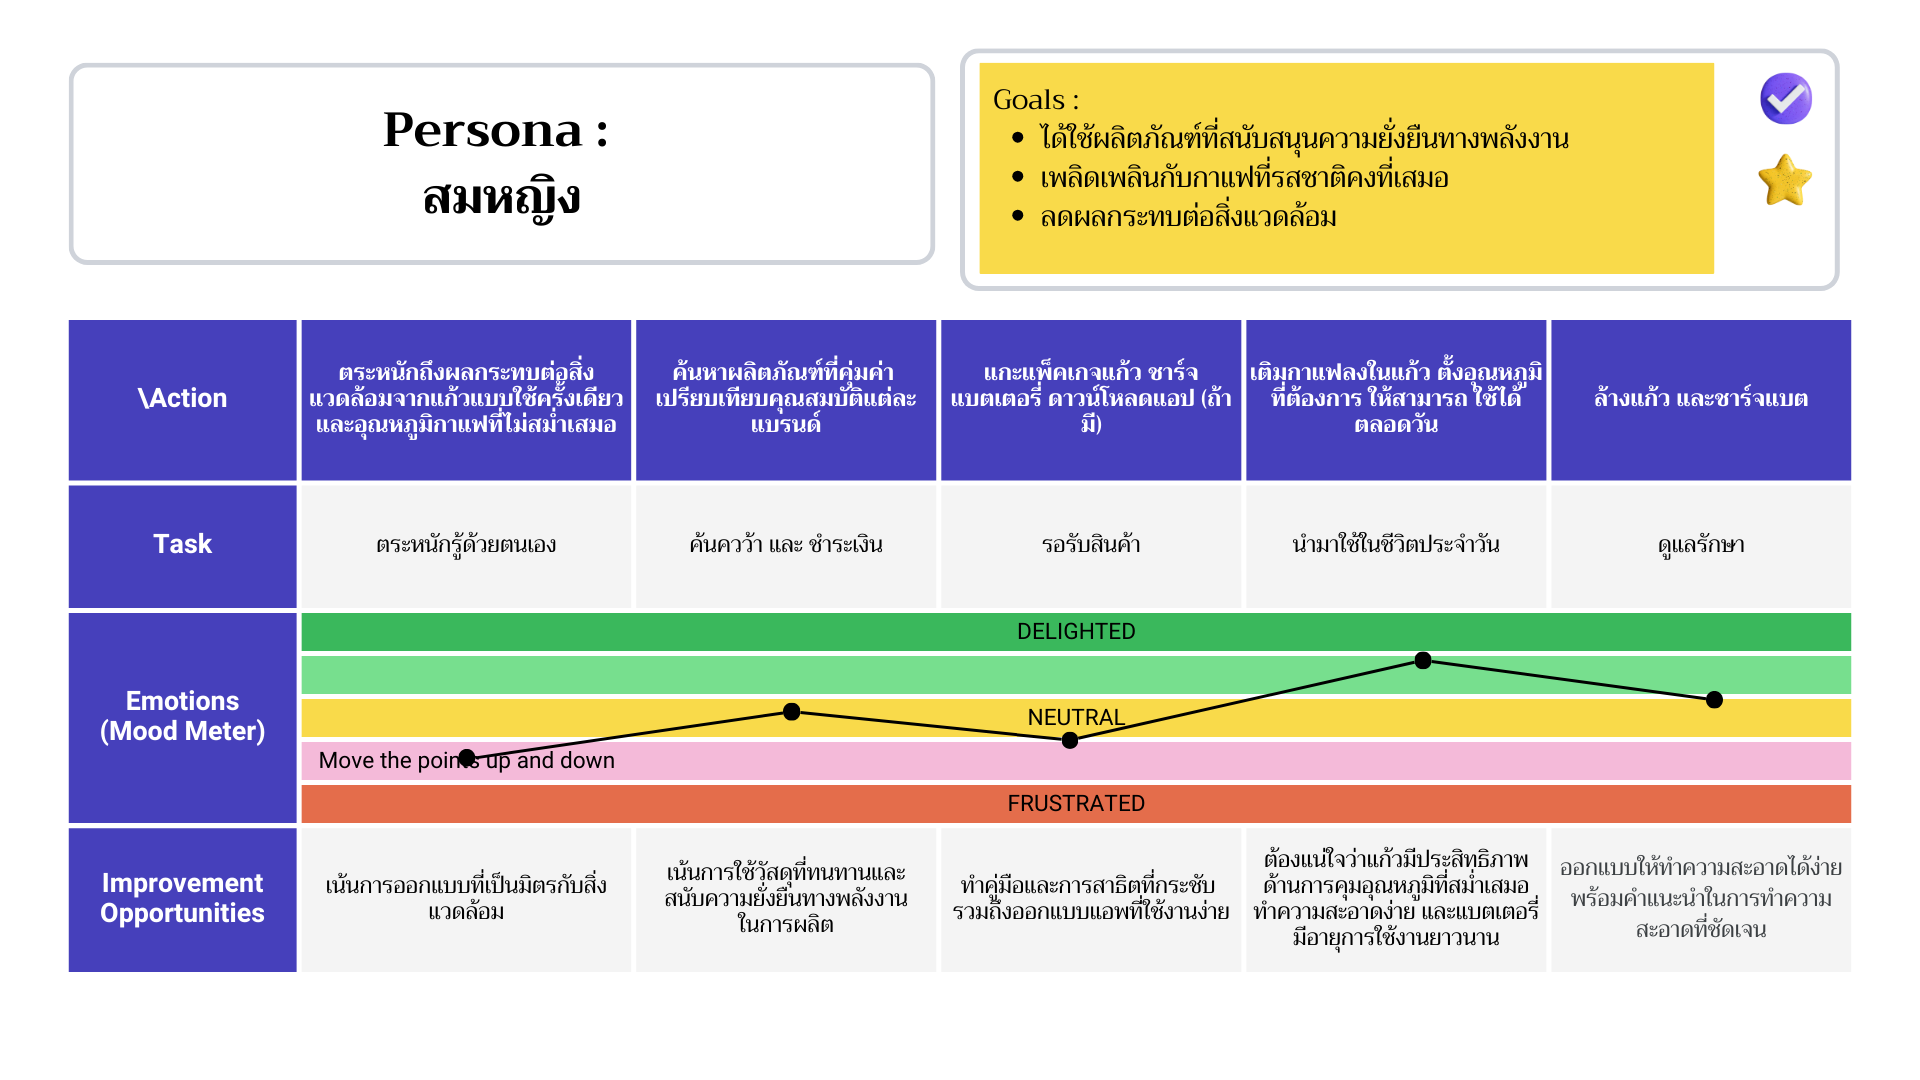 Persona :
สมหญิง
Goals :
ได้ใช้ผลิตภัณฑ์ที่สนับสนุนความยั่งยืนทางพลังงาน
เพลิดเพลินกับกาแฟที่รสชาติคงที่เสมอ
ลดผลกระทบต่อสิ่งแวดล้อม
\Action
ตระหนักถึงผลกระทบต่อสิ่ง
แวดล้อมจากแก้วแบบใช้ครั้งเดียว
และอุณหภูมิกาแฟที่ไม่สม่ำเสมอ
ค้นหาผลิตภัณฑ์ที่คุ่มค่า
เปรียบเทียบคุณสมบัติแต่ละ
แบรนด์
แกะแพ็คเกจแก้ว ชาร์จ
แบตเตอรี่ ดาวน์โหลดแอป (ถ้า
มี)
เติมกาแฟลงในแก้ว ตั้งอุณหภูมิ
ที่ต้องการ ให้สามารถ ใช้ได้
ตลอดวัน
ล้างแก้ว และชาร์จแบต
Task
ตระหนักรู้ด้วยตนเอง
ค้นควว้า และ ชำระเงิน
รอรับสินค้า
นำมาใช้ในชีวิตประจำวัน
ดูแลรักษา
Emotions
(Mood Meter)
DELIGHTED
NEUTRAL
Move the points up and down
FRUSTRATED
Improvement
Opportunities
เน้นการออกแบบที่เป็นมิตรกับสิ่ง
แวดล้อม
เน้นการใช้วัสดุที่ทนทานและ
สนับความยั่งยืนทางพลังงาน
ในการผลิต
ทำคู่มือและการสาธิตที่กระชับ
รวมถึงออกแบบแอพที่ใช้งานง่าย
ต้องแน่ใจว่าแก้วมีประสิทธิภาพ
ด้านการคุมอุณหภูมิที่สม่ำเสมอ
ทำความสะอาดง่าย และแบตเตอรี่
มีอายุการใช้งานยาวนาน
ออกแบบให้ทำความสะอาดได้ง่าย
พร้อมคำแนะนำในการทำความ
สะอาดที่ชัดเจน